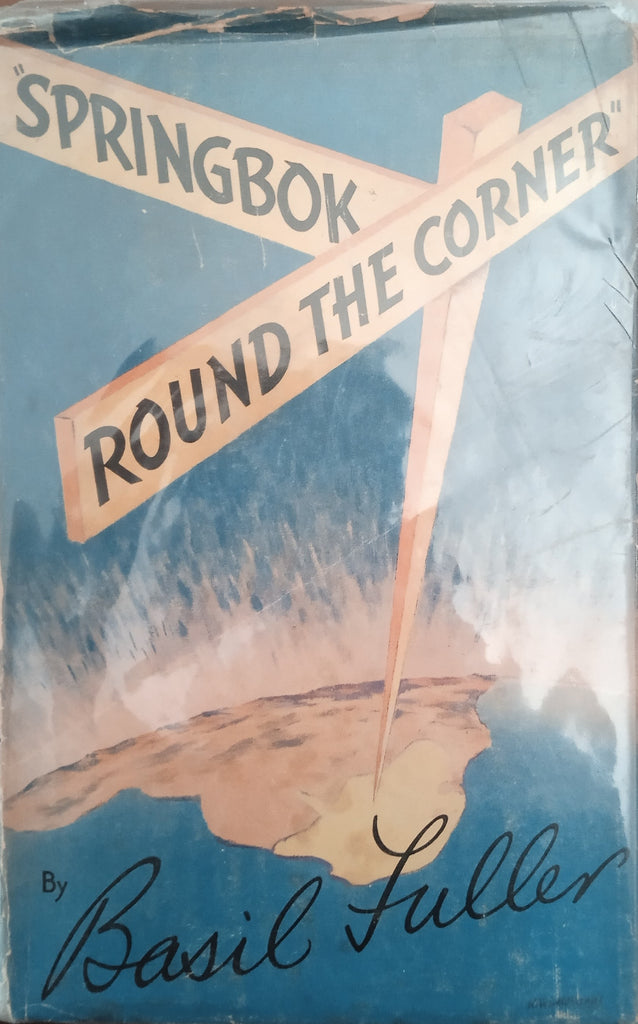 "SPRINGBOK
ROUND THE CORNER"
By
Basil Fuller